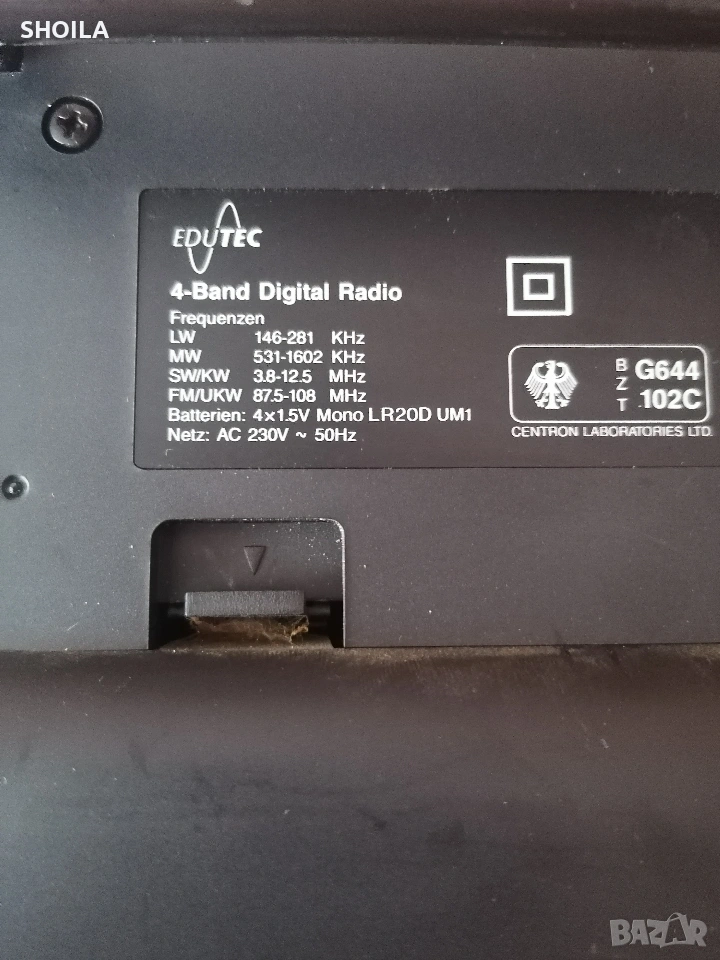 SHOILA
EDUTEC
4-Band Digital Radio
Frequenzen
LW 146-281 KHz
MW 531-1602 KHz
SW/KW 3.8-12.5 MHz
FM/UKW 87.5-108 MHz
Batterien: 4x1.5V Mono LR20D UM1
Netz: AC 230V ~ 50Hz
BZT
G644
102C
CENTRON LABORATORIES LTD.
BAZAR